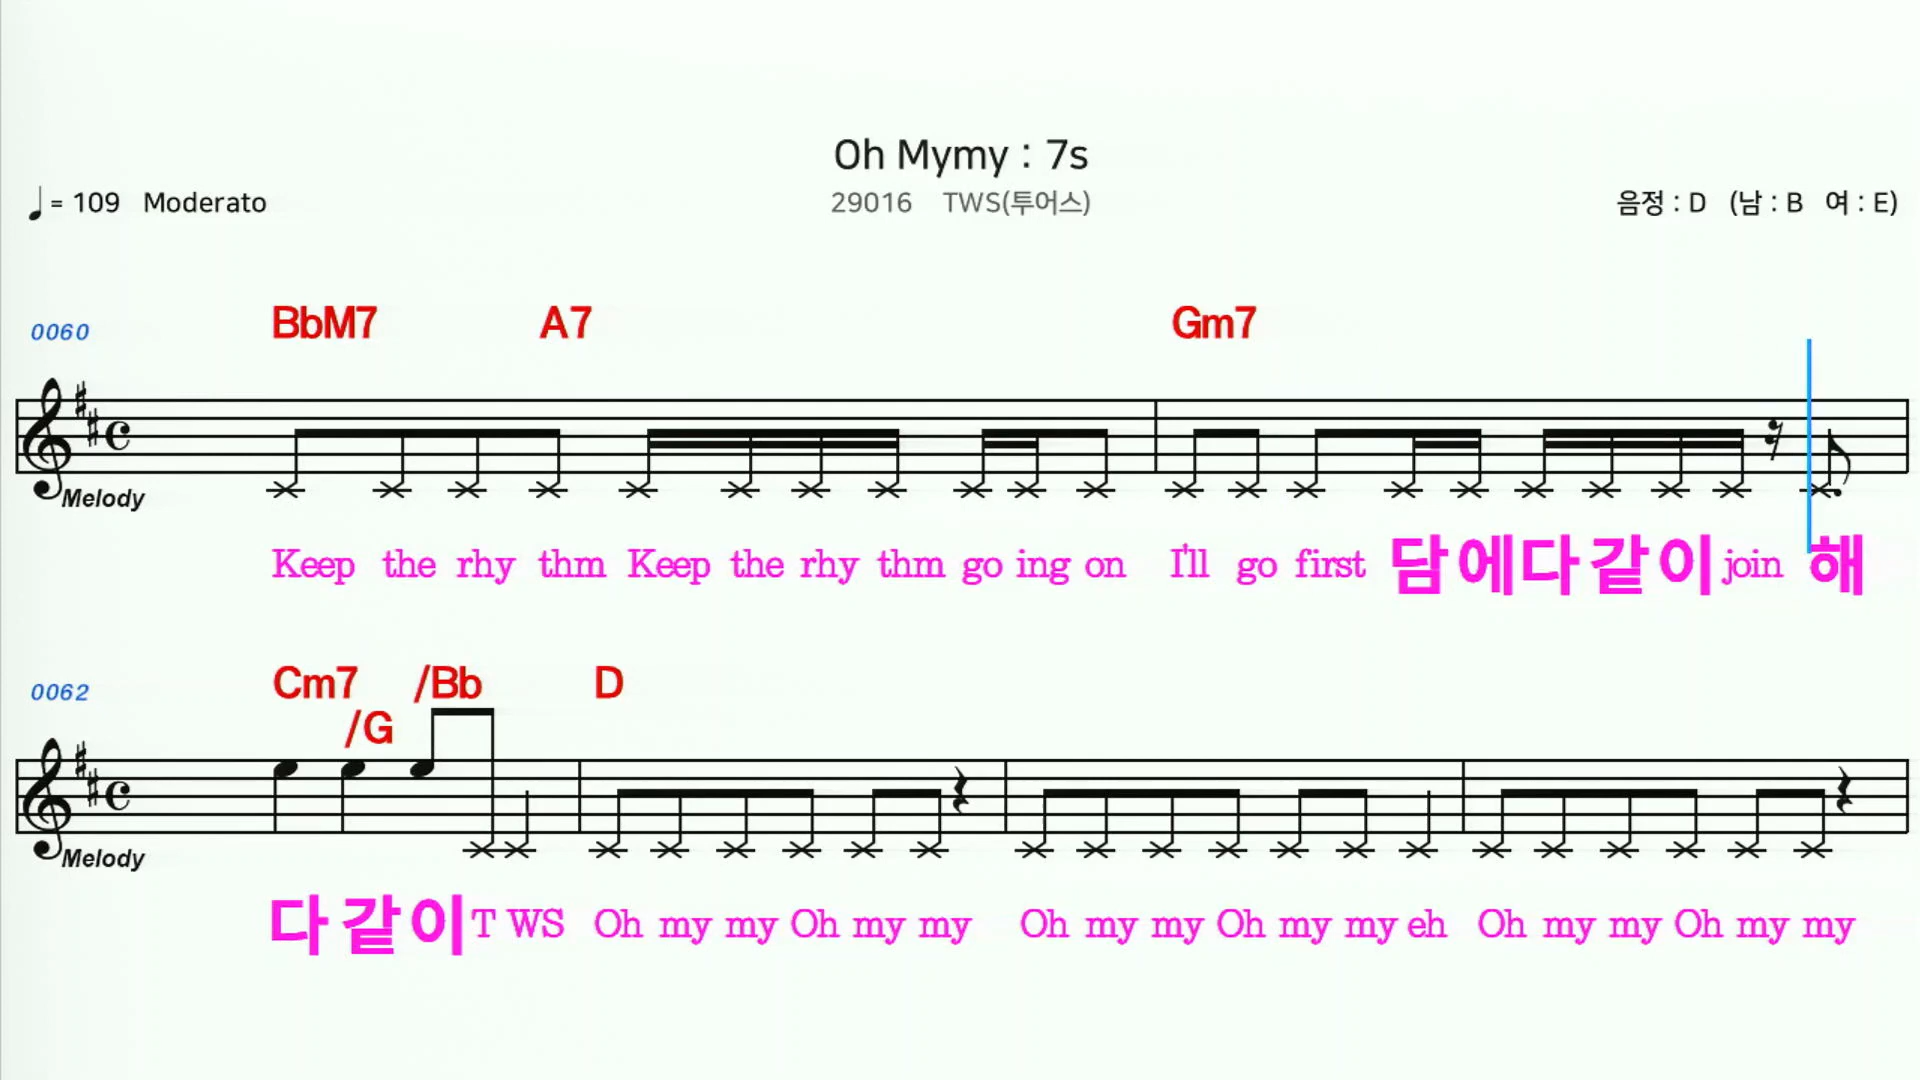 Oh Mymy : 7s
♩= 109 Moderato
29016 TWS(투어스)
음정 : D (남 : B 여 : E)
BbM7 A7 Gm7
0060
Melody
Keep the rhy thm Keep the rhy thm go ing on I'll go first 담 에 다 같 이 join 해
Cm7 /Bb D
0062
/G
Melody
다 같 이 T WS Oh my my Oh my my Oh my my Oh my my eh Oh my my Oh my my